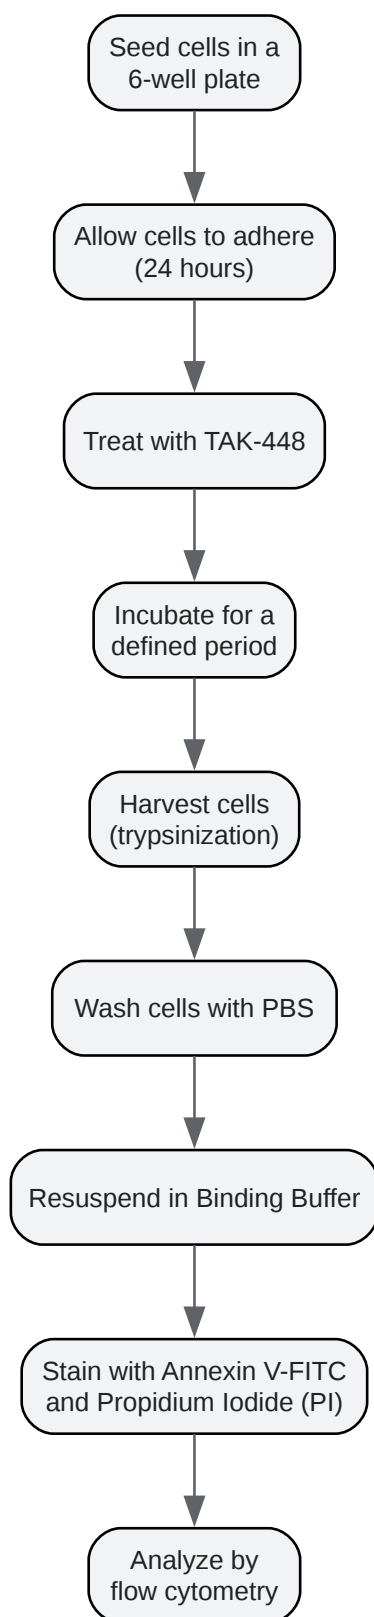 Seed cells in a
6-well plate
Allow cells to adhere
(24 hours)
Treat with TAK-448
Incubate for a
defined period
Harvest cells
(trypsinization)
Wash cells with PBS
Resuspend in Binding Buffer
Stain with Annexin V-FITC
and Propidium Iodide (PI)
Analyze by
flow cytometry